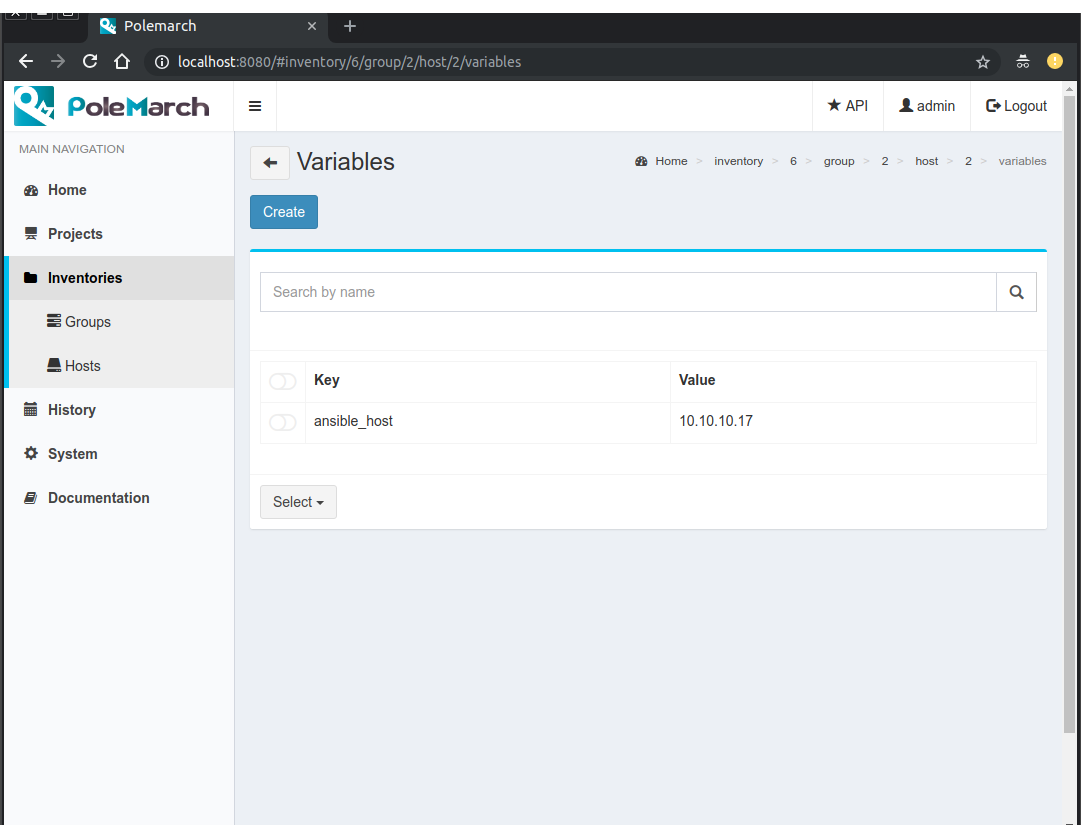 Polemarch
localhost:8080/#inventory/6/group/2/host/2/variables
PoleMarch
API
admin
Logout
MAIN NAVIGATION
Home
Projects
Inventories
Groups
Hosts
History
System
Documentation
Variables
Home > inventory > 6 > group > 2 > host > 2 > variables
Create
Search by name
Key Value
ansible_host 10.10.10.17
Select